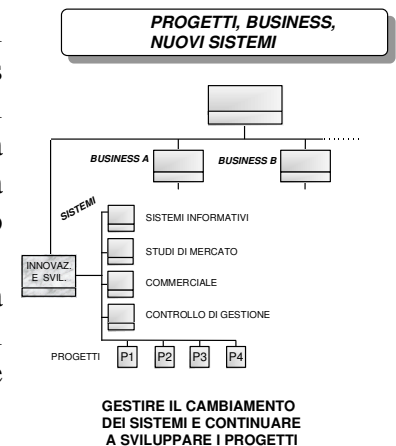 PROGETTI, BUSINESS,
NUOVI SISTEMI
BUSINESS A
BUSINESS B
SISTEMI
SISTEMI INFORMATIVI
STUDI DI MERCATO
INNOVAZ.
E SVIL.
COMMERCIALE
CONTROLLO DI GESTIONE
PROGETTI P1 P2 P3 P4
GESTIRE IL CAMBIAMENTO
DEI SISTEMI E CONTINUARE
A SVILUPPARE I PROGETTI